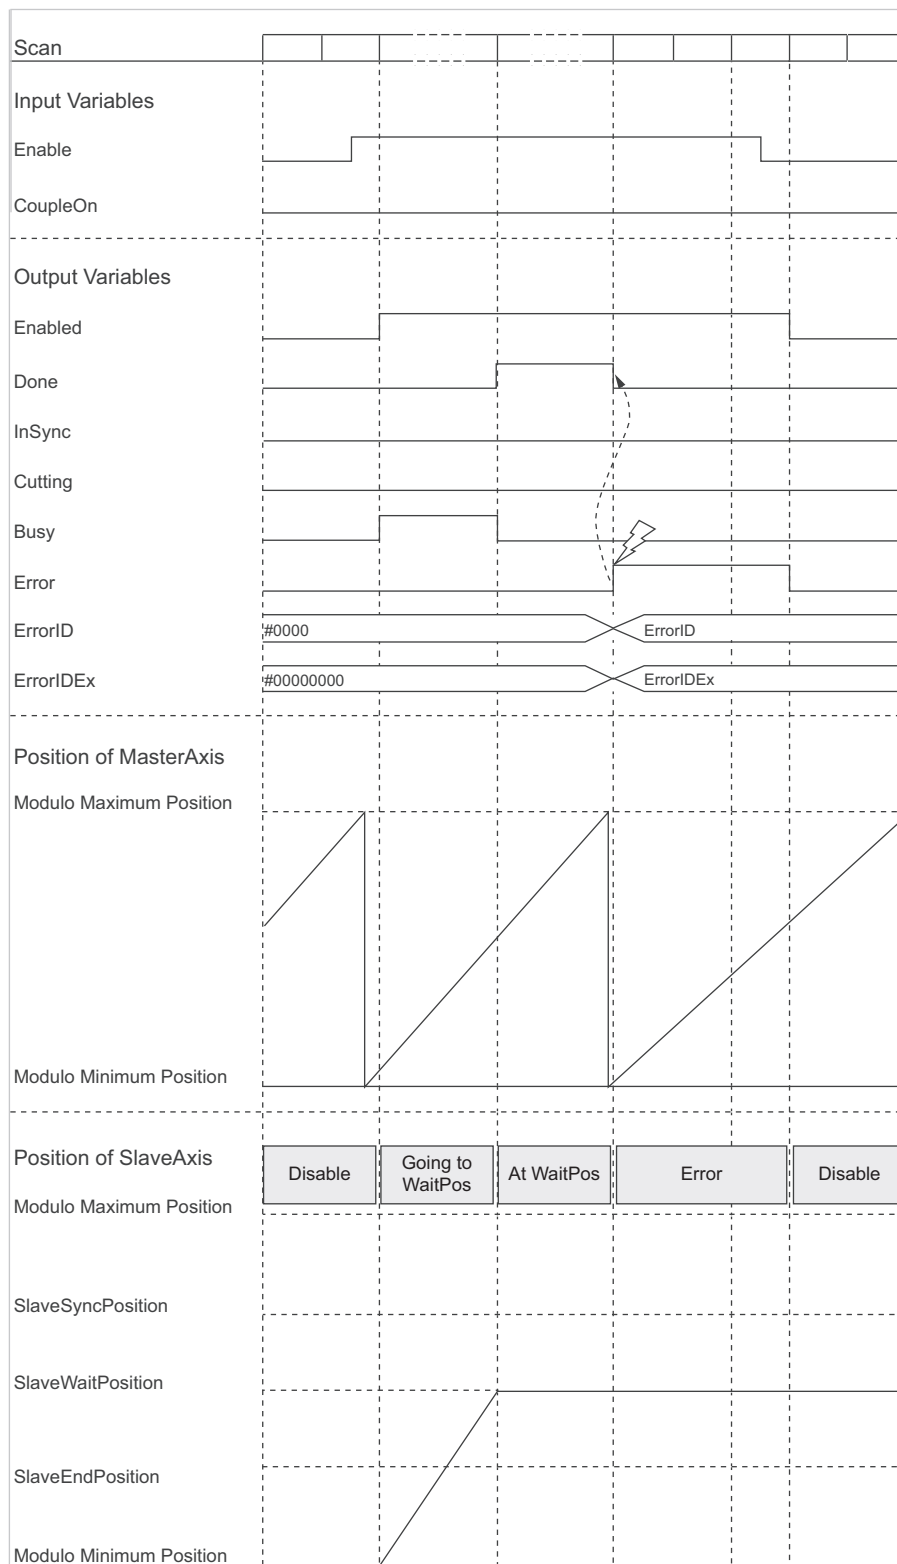 Scan
Input Variables
Enable
CoupleOn
Output Variables
Enabled
Done
InSync
Cutting
Busy
Error
ErrorID
#0000
ErrorID
ErrorIDEx
#00000000
ErrorIDEx
Position of MasterAxis
Modulo Maximum Position
Modulo Minimum Position
Position of SlaveAxis
Disable
Going to
WaitPos
At WaitPos
Error
Disable
Modulo Maximum Position
SlaveSyncPosition
SlaveWaitPosition
SlaveEndPosition
Modulo Minimum Position